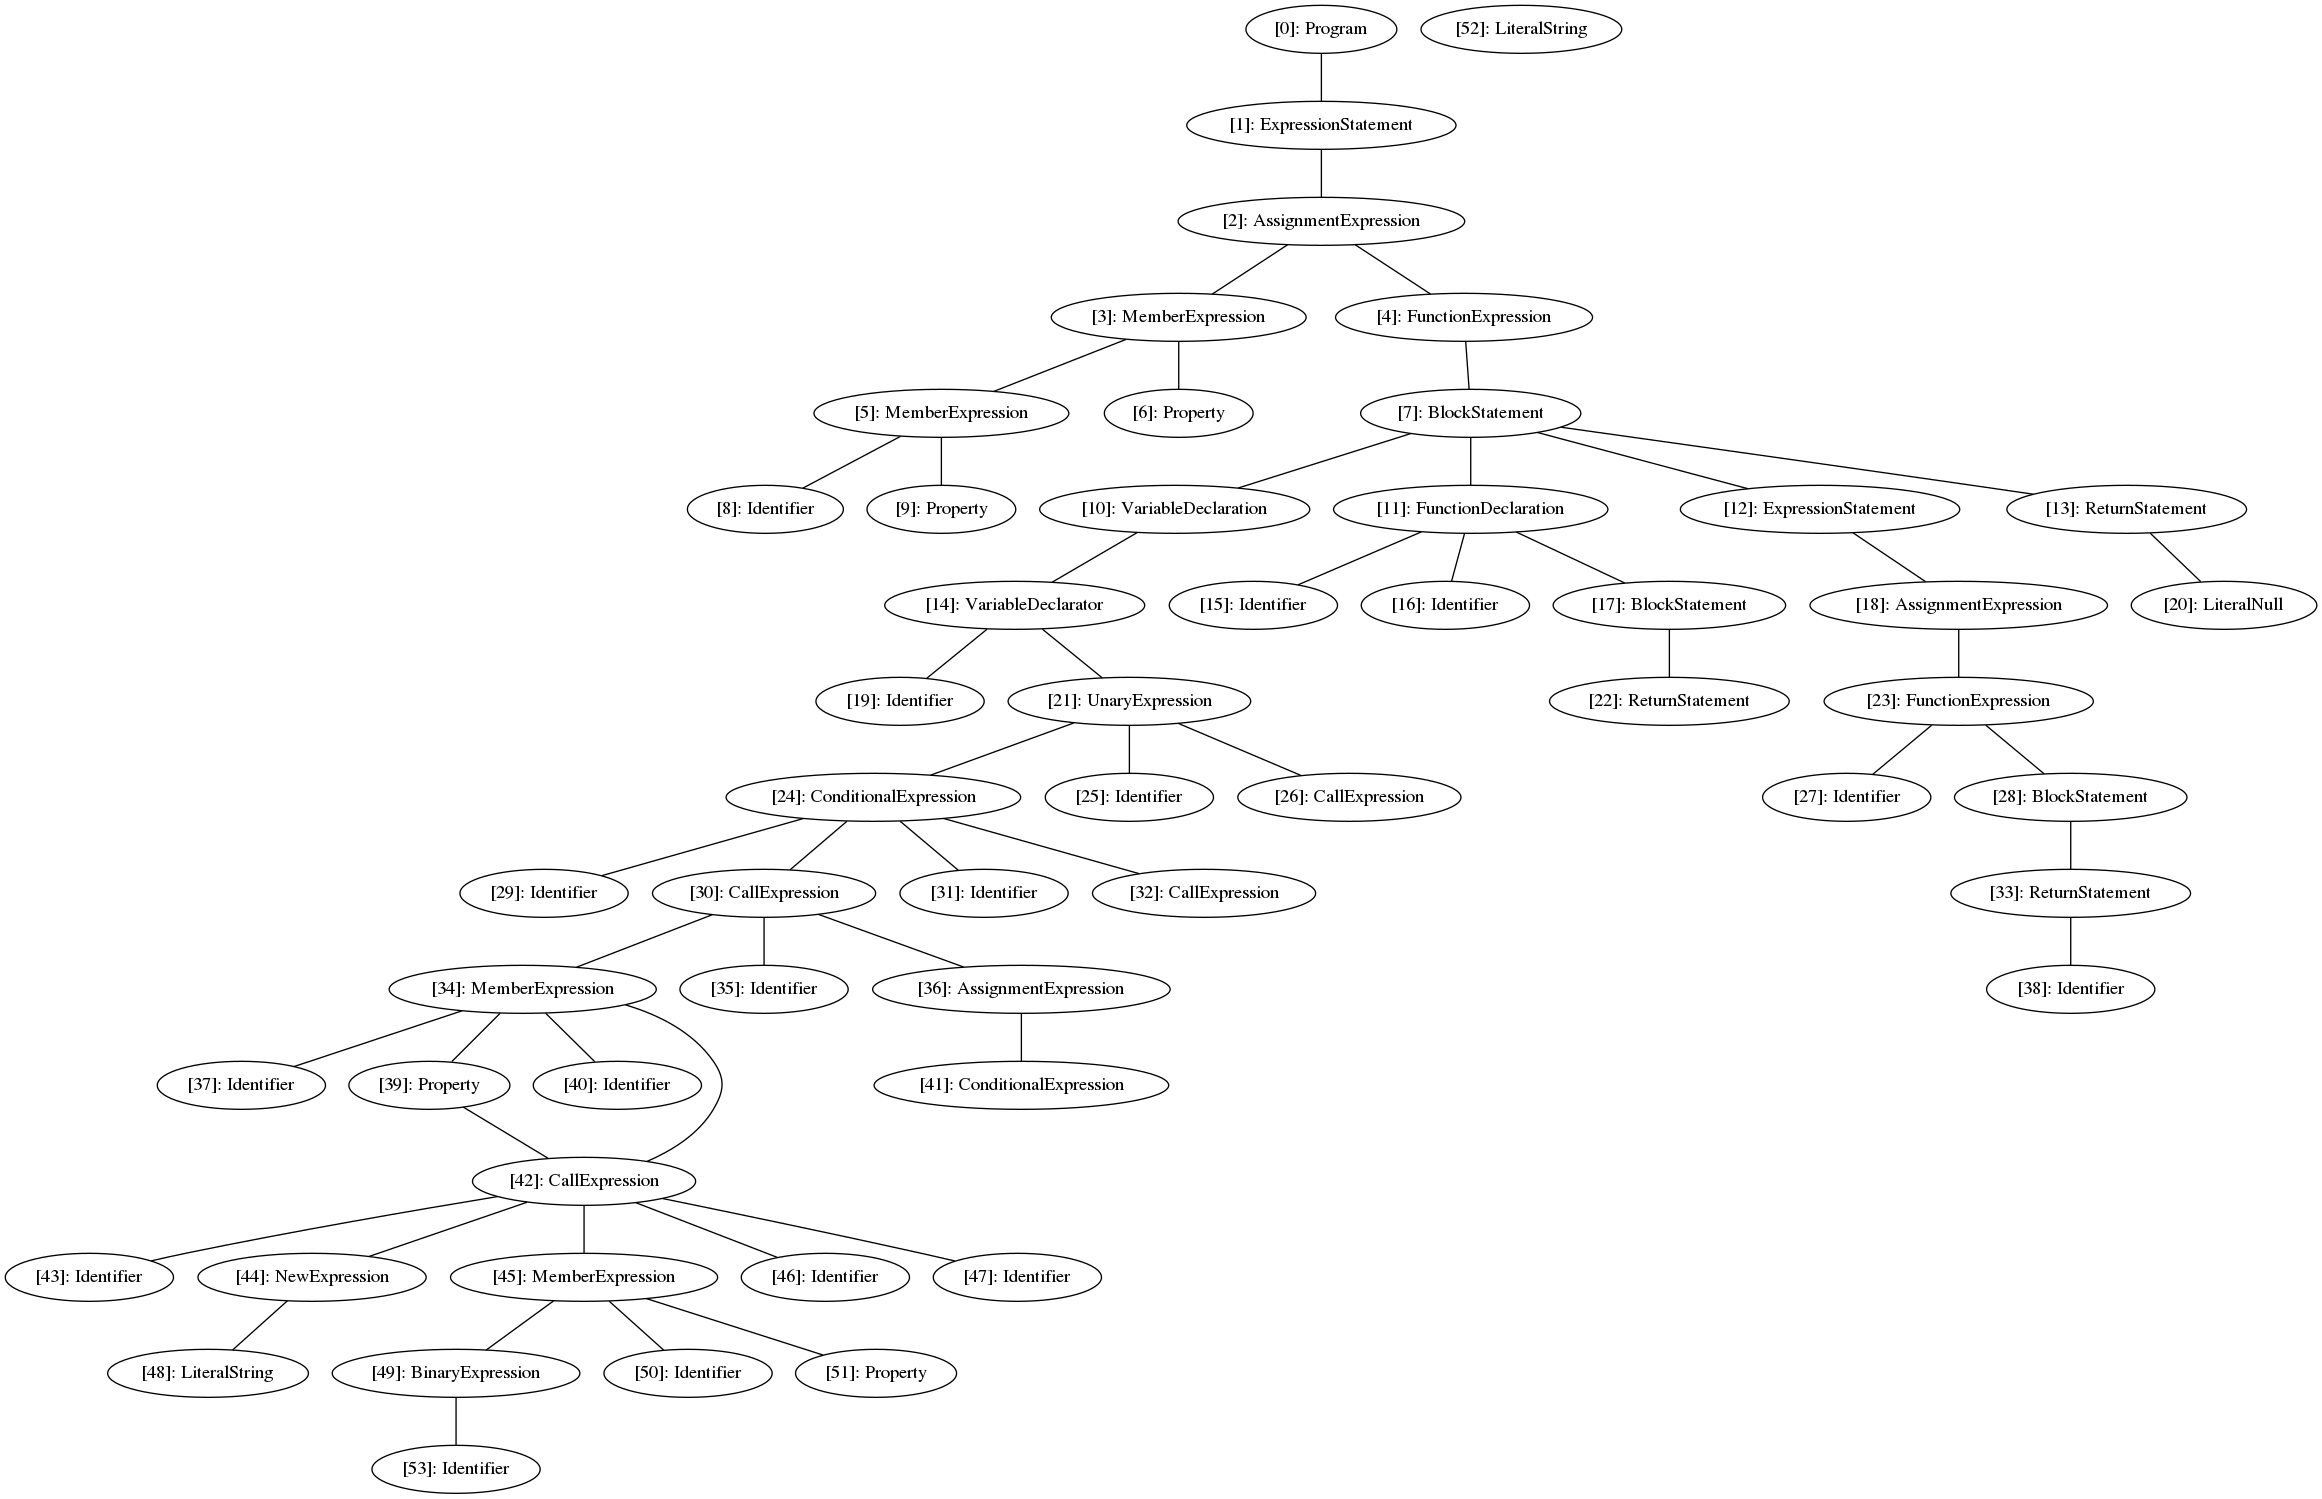 [0]: Program
[52]: LiteralString
[1]: ExpressionStatement
[2]: AssignmentExpression
[3]: MemberExpression
[4]: FunctionExpression
[5]: MemberExpression
[6]: Property
[7]: BlockStatement
[8]: Identifier
[9]: Property
[10]: VariableDeclaration
[11]: FunctionDeclaration
[12]: ExpressionStatement
[13]: ReturnStatement
[14]: VariableDeclarator
[15]: Identifier
[16]: Identifier
[17]: BlockStatement
[18]: AssignmentExpression
[20]: LiteralNull
[19]: Identifier
[21]: UnaryExpression
[22]: ReturnStatement
[23]: FunctionExpression
[24]: ConditionalExpression
[25]: Identifier
[26]: CallExpression
[27]: Identifier
[28]: BlockStatement
[29]: Identifier
[30]: CallExpression
[31]: Identifier
[32]: CallExpression
[33]: ReturnStatement
[34]: MemberExpression
[35]: Identifier
[36]: AssignmentExpression
[38]: Identifier
[37]: Identifier
[39]: Property
[40]: Identifier
[41]: ConditionalExpression
[42]: CallExpression
[43]: Identifier
[44]: NewExpression
[45]: MemberExpression
[46]: Identifier
[47]: Identifier
[48]: LiteralString
[49]: BinaryExpression
[50]: Identifier
[51]: Property
[53]: Identifier